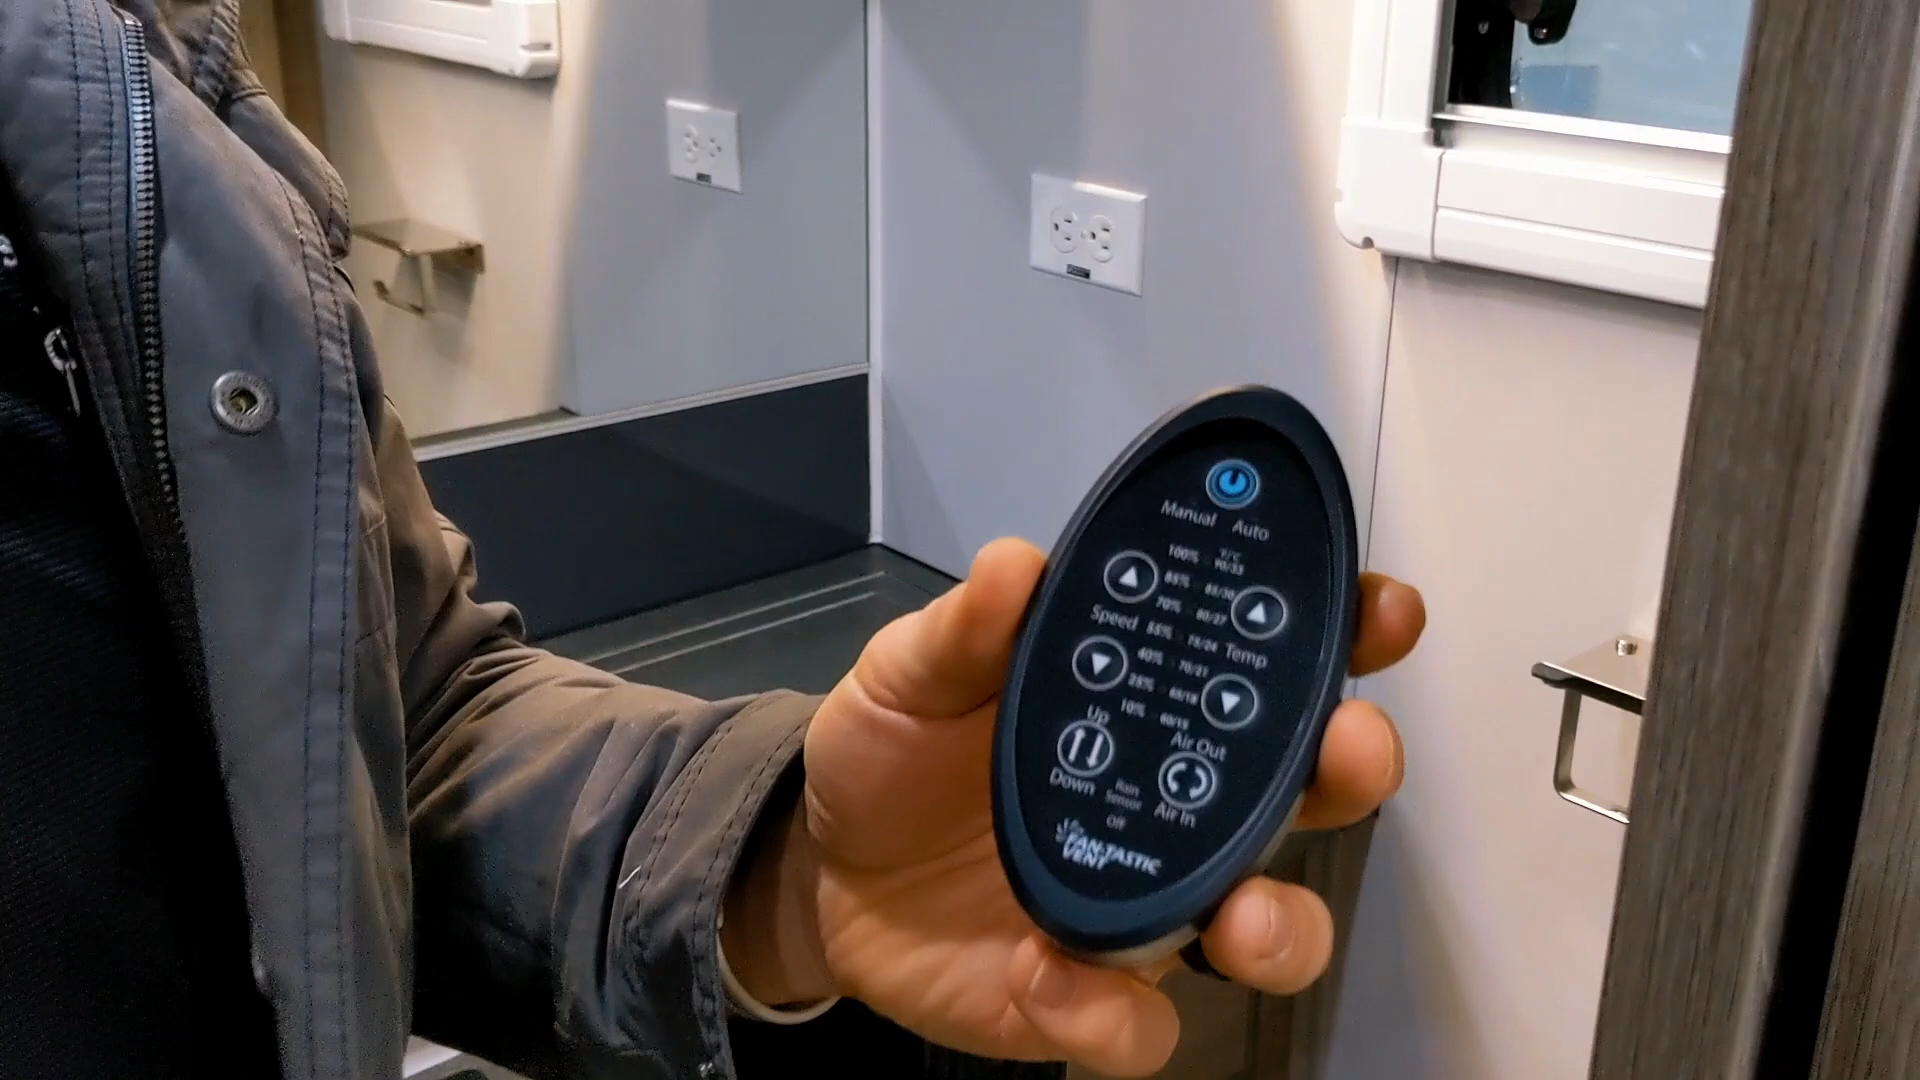 Manual Auto
°F/°C
100% 90/33
85% 85/30
70% 80/27
Speed 55% 75/24 Temp
40% 70/21
25% 65/18
10% 60/15
Up
Air Out
Down
Rain
Sensor
Air In
Off
FAN-TASTIC
VENT